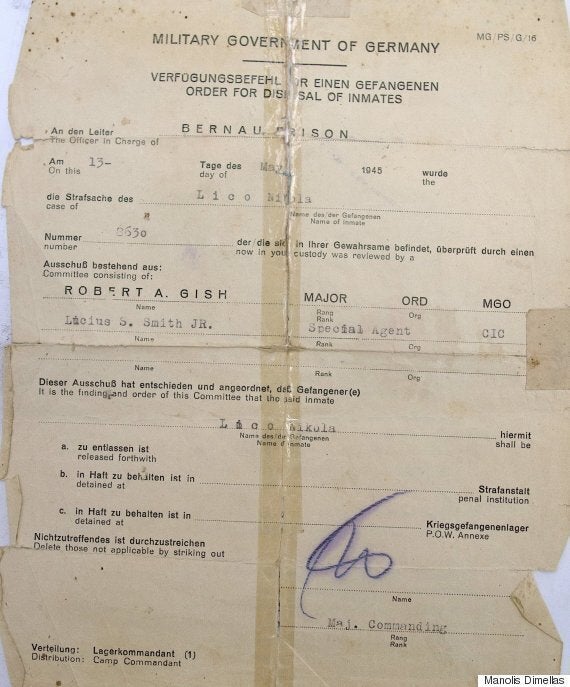 MG/PS/G/16
MILITARY GOVERNMENT OF GERMANY
VERFÜGUNGSBEFEHL FÜR EINEN GEFANGENEN
ORDER FOR DISPOSAL OF INMATES
An den Leiter
The Officer in Charge of
BERNAU PRISON
Am 13- Tage des May 1945 wurde
On this day of the
die Strafsache des Lico Nikola
case of Name des/der Gefangenen
Name of Inmate
Nummer 2630 der/die sich in Ihrer Gewahrsame befindet, überprüft durch einen
number now in your custody was reviewed by a
Ausschuß bestehend aus:
Committee consisting of:
ROBERT A. GISH MAJOR ORD MGO
Name Rang Org
Rank
Lucius S. Smith JR. Special Agent CIC
Name Rank Org
Name Rank Org
Dieser Ausschuß hat entschieden und angeordnet, daß Gefangener(e)
It is the finding and order of this Committee that the said inmate
Lico Nikola hiermit
Name des/der Gefangenen shall be
Name of Inmate
a. zu entlassen ist
released forthwith
b. in Haft zu behalten ist in Strafanstalt
detained at penal institution
c. in Haft zu behalten ist in Kriegsgefangenenlager
detained at P.O.W. Annexe
Nichtzutreffendes ist durchzustreichen
Delete those not applicable by striking out
Name
Maj. Commanding
Rang
Rank
Verteilung: Lagerkommandant (1)
Distribution: Camp Commandant
Manolis Dimellas